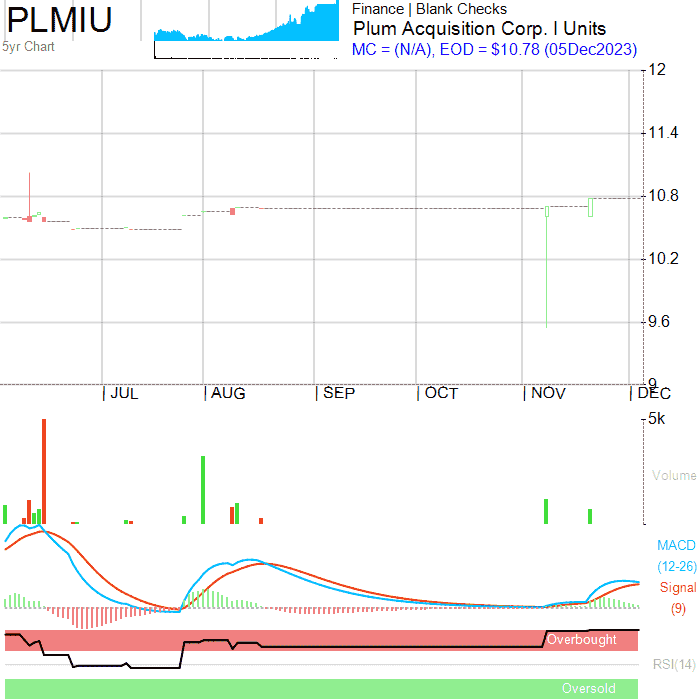 PLMIU
5yr Chart
Finance | Blank Checks
Plum Acquisition Corp. I Units
MC = (N/A), EOD = $10.78 (05Dec2023)
12
11.4
10.8
10.2
9.6
9
JUL
AUG
SEP
OCT
NOV
DEC
5k
Volume
MACD
(12-26)
Signal
(9)
Overbought
RSI(14)
Oversold